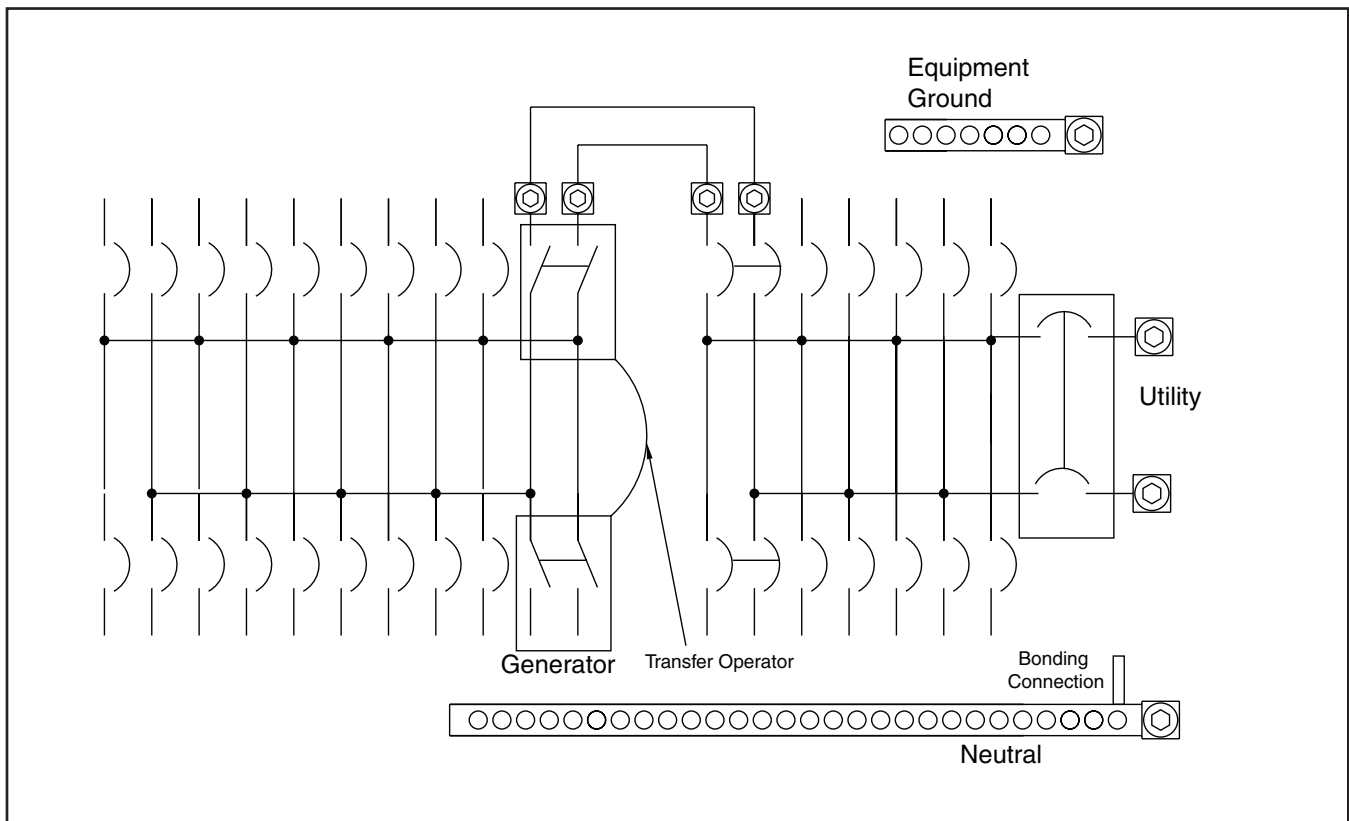 Equipment
Ground
Utility
Generator
Transfer Operator
Bonding
Connection
Neutral